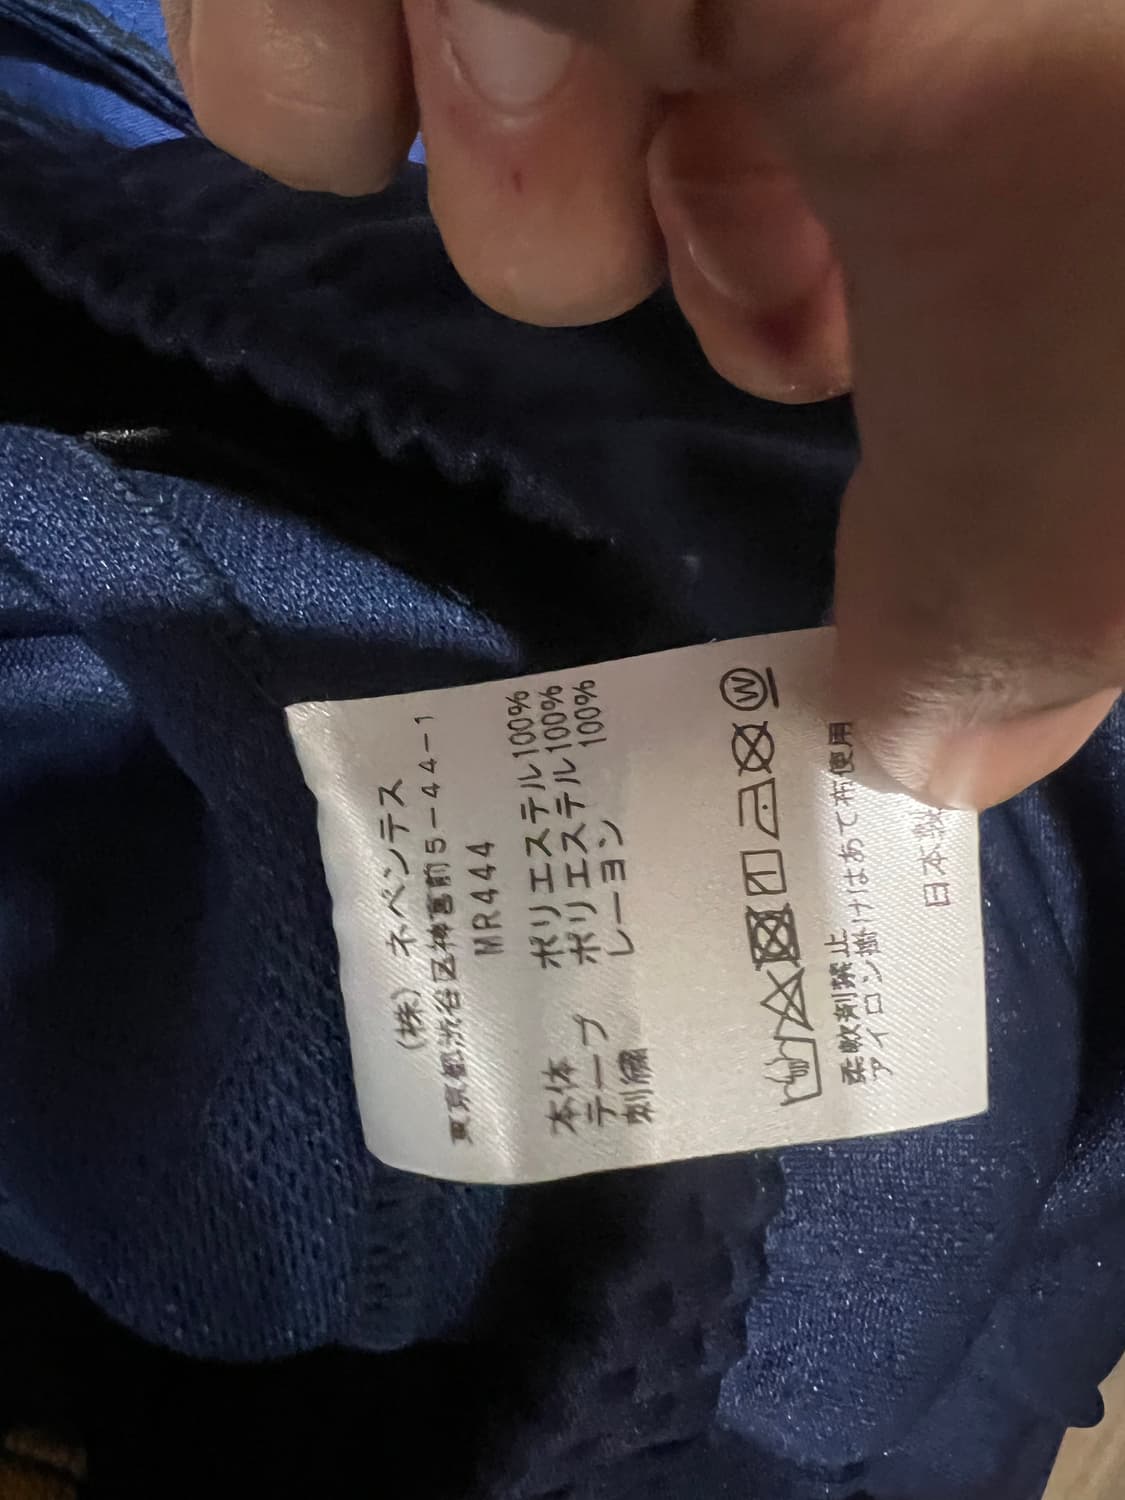 (株) ネペンテス
東京都渋谷区神宮前5-44-1
MR444
本体 ポリエステル100%
テープ ポリエステル100%
刺繍 レーヨン 100%
W
柔軟剤禁止
アイロン掛けはあて布使用
日本製